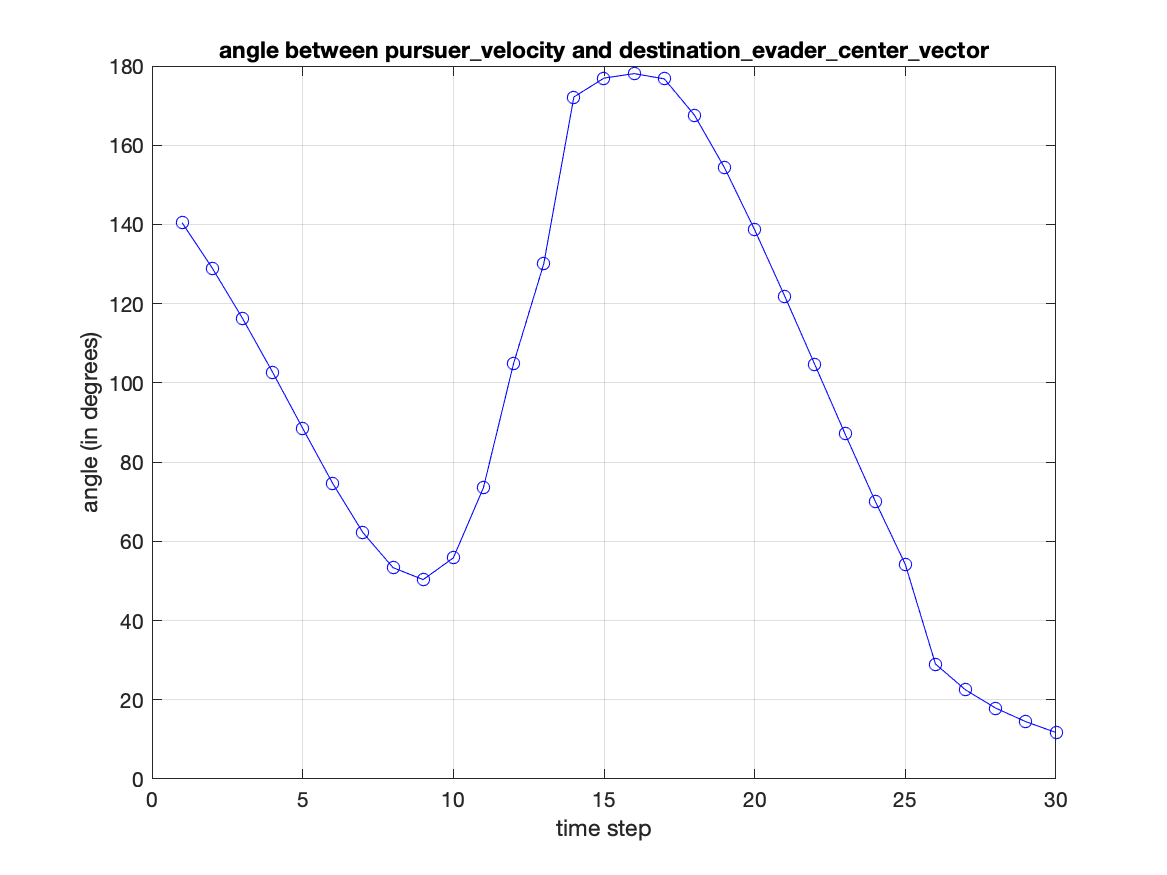 angle between pursuer_velocity and destination_evader_center_vector
180
160
140
120
100
80
60
40
20
0
angle (in degrees)
0 5 10 15 20 25 30
time step